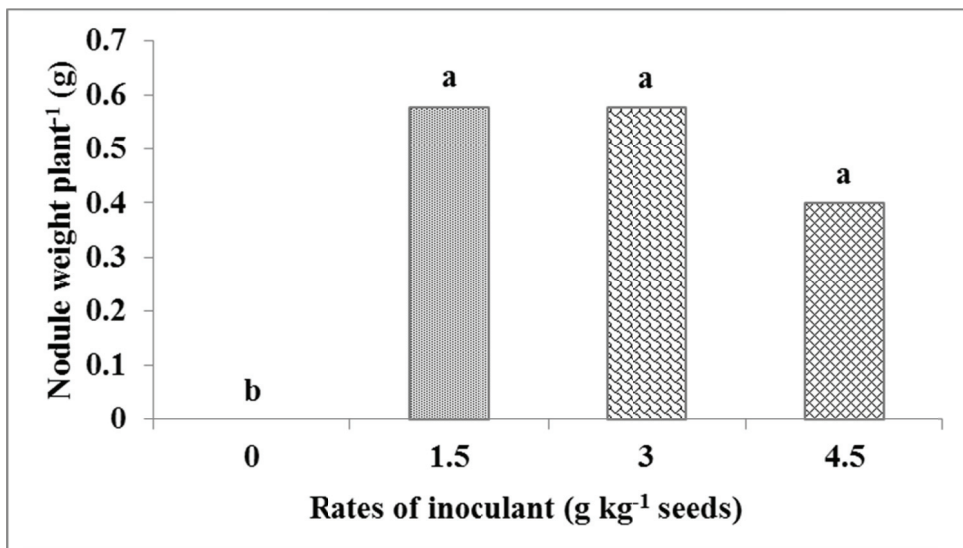 Nodule weight plant⁻¹ (g)
0.7
0.6
0.5
0.4
0.3
0.2
0.1
0
b
a
a
a
0
1.5
3
4.5
Rates of inoculant (g kg⁻¹ seeds)